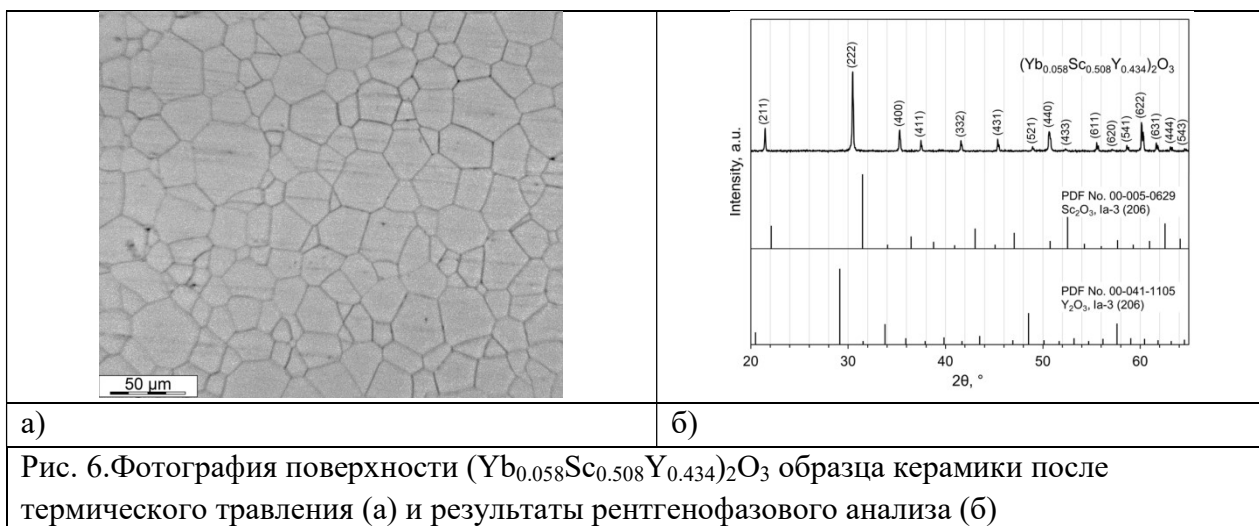 50 µm
(211)
(222)
(400)
(411)
(332)
(431)
(521)
(440)
(433)
(611)
(620)
(541)
(622)
(631)
(444)
(543)
(Yb₀.₀₅₈Sc₀.₅₀₈Y₀.₄₃₄)₂O₃
Intensity, a.u.
PDF No. 00-005-0629
Sc₂O₃, Ia-3 (206)
PDF No. 00-041-1105
Y₂O₃, Ia-3 (206)
20 30 40 50 60
2θ, °
а)
б)
Рис. 6.Фотография поверхности (Yb₀.₀₅₈Sc₀.₅₀₈Y₀.₄₃₄)₂O₃ образца керамики после
термического травления (а) и результаты рентгенофазового анализа (б)